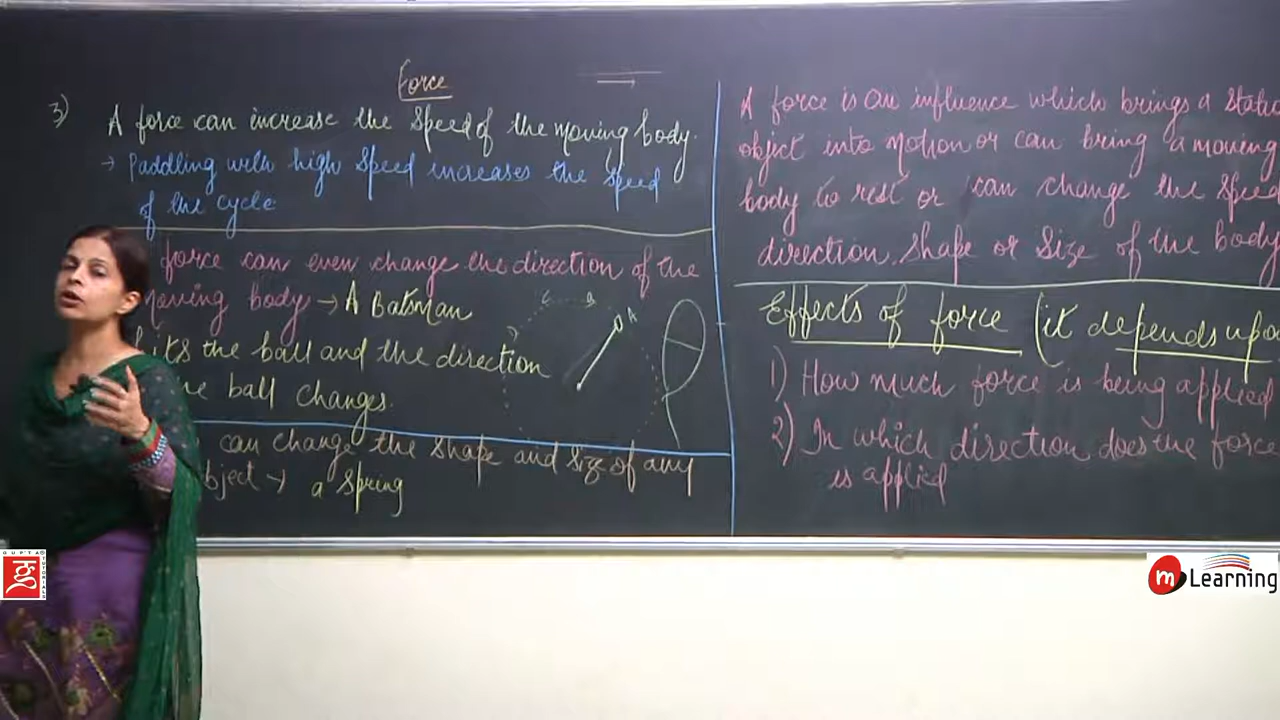 Force
3)
A force can increase the speed of the moving body.
→ Paddling with high speed increases the speed
of the cycle
force can even change the direction of the
moving body → A Batsman
hits the ball and the direction
the ball changes.
can change the shape and size of any
object → a spring
A
A force is an influence which brings a static
object into motion or can bring a moving
body to rest or can change the speed
direction, shape or size of the body
Effects of force (it depends upon
1) How much force is being applied
2) In which direction does the force
is applied
GUPTA TUTORIALS
m Learning